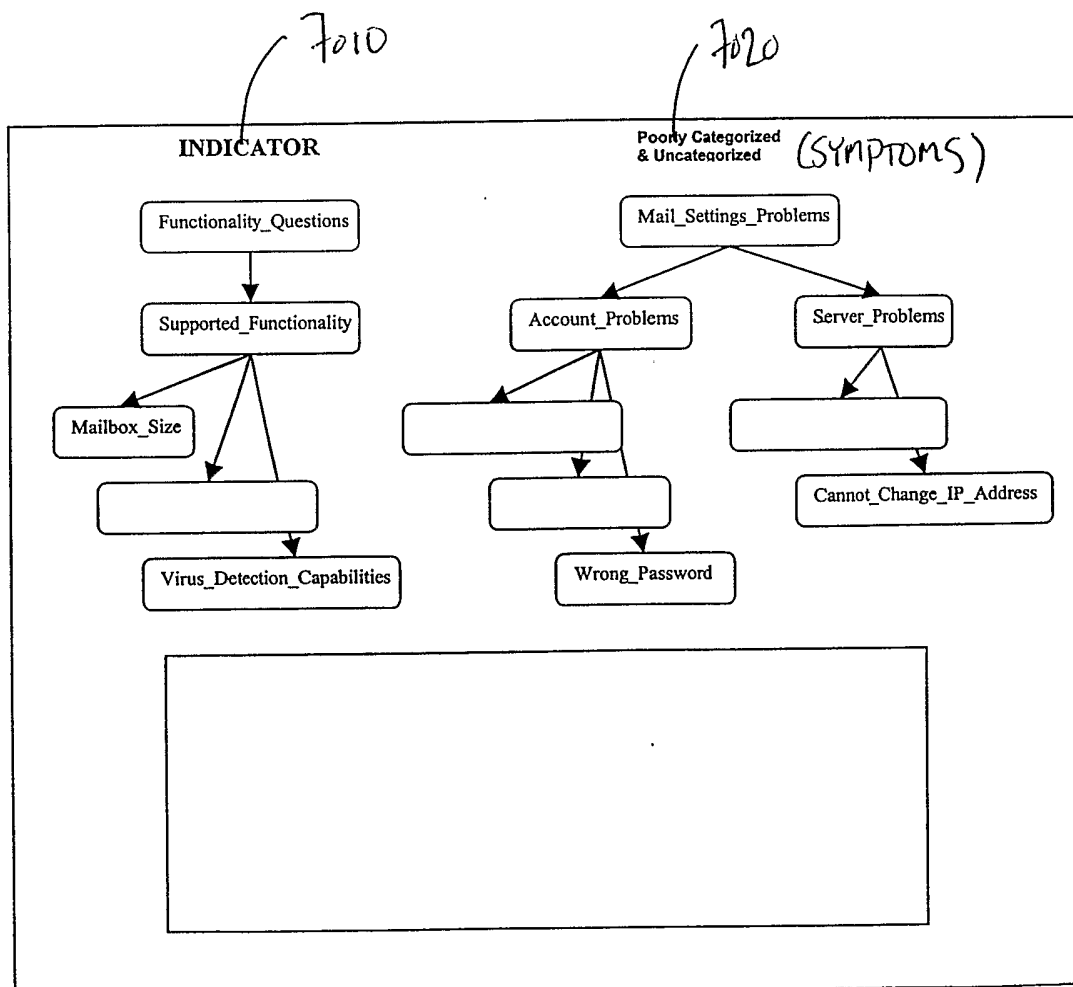 7010
7020
INDICATOR
Poorly Categorized
& Uncategorized
(SYMPTOMS)
Functionality_Questions
Mail_Settings_Problems
Supported_Functionality
Account_Problems
Server_Problems
Mailbox_Size
Cannot_Change_IP_Address
Virus_Detection_Capabilities
Wrong_Password